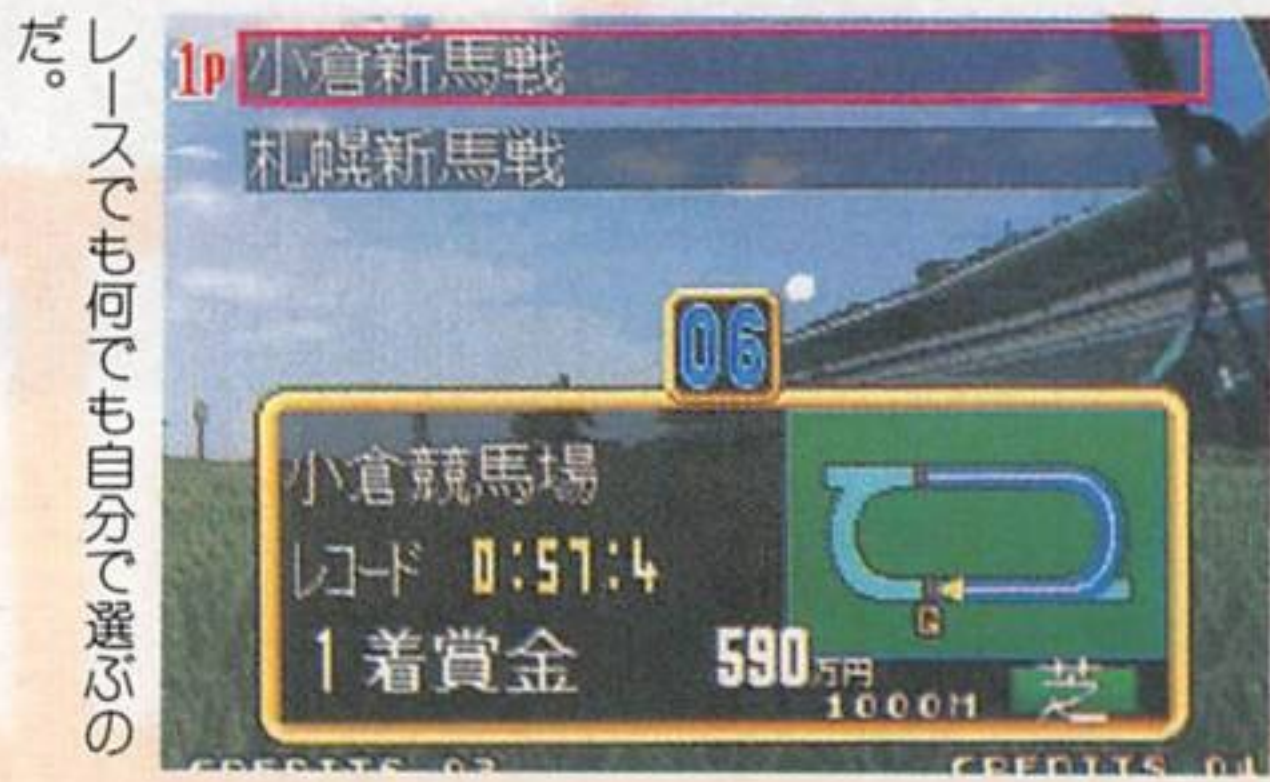 レースでも何でも自分で選ぶの
だ。
1P 小倉新馬戦
札幌新馬戦
06
小倉競馬場
レコード 0:57:4
1着賞金 590万円
1000M 芝
G
CREDITS CREDITS